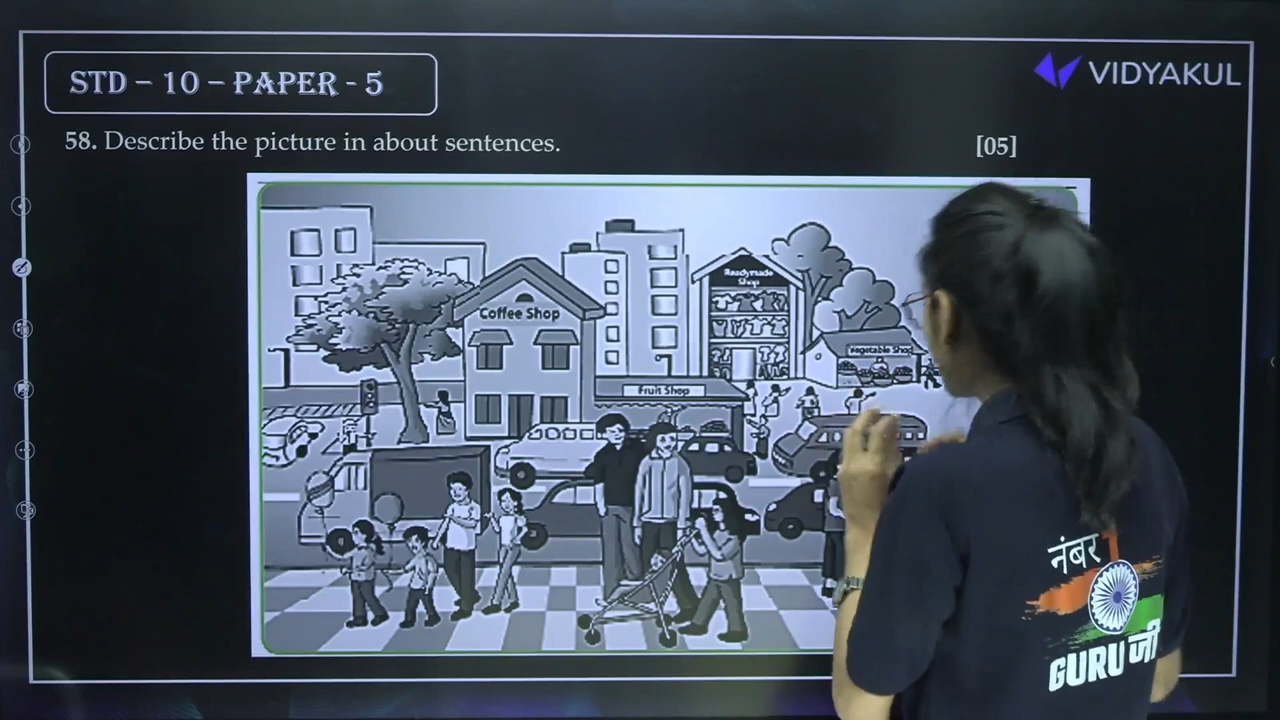 STD – 10 – PAPER - 5
VIDYAKUL
58. Describe the picture in about sentences.
[05]
Coffee Shop
Readymade
Shop
Vegetable Shop
Fruit Shop
नंबर 1
GURU जी